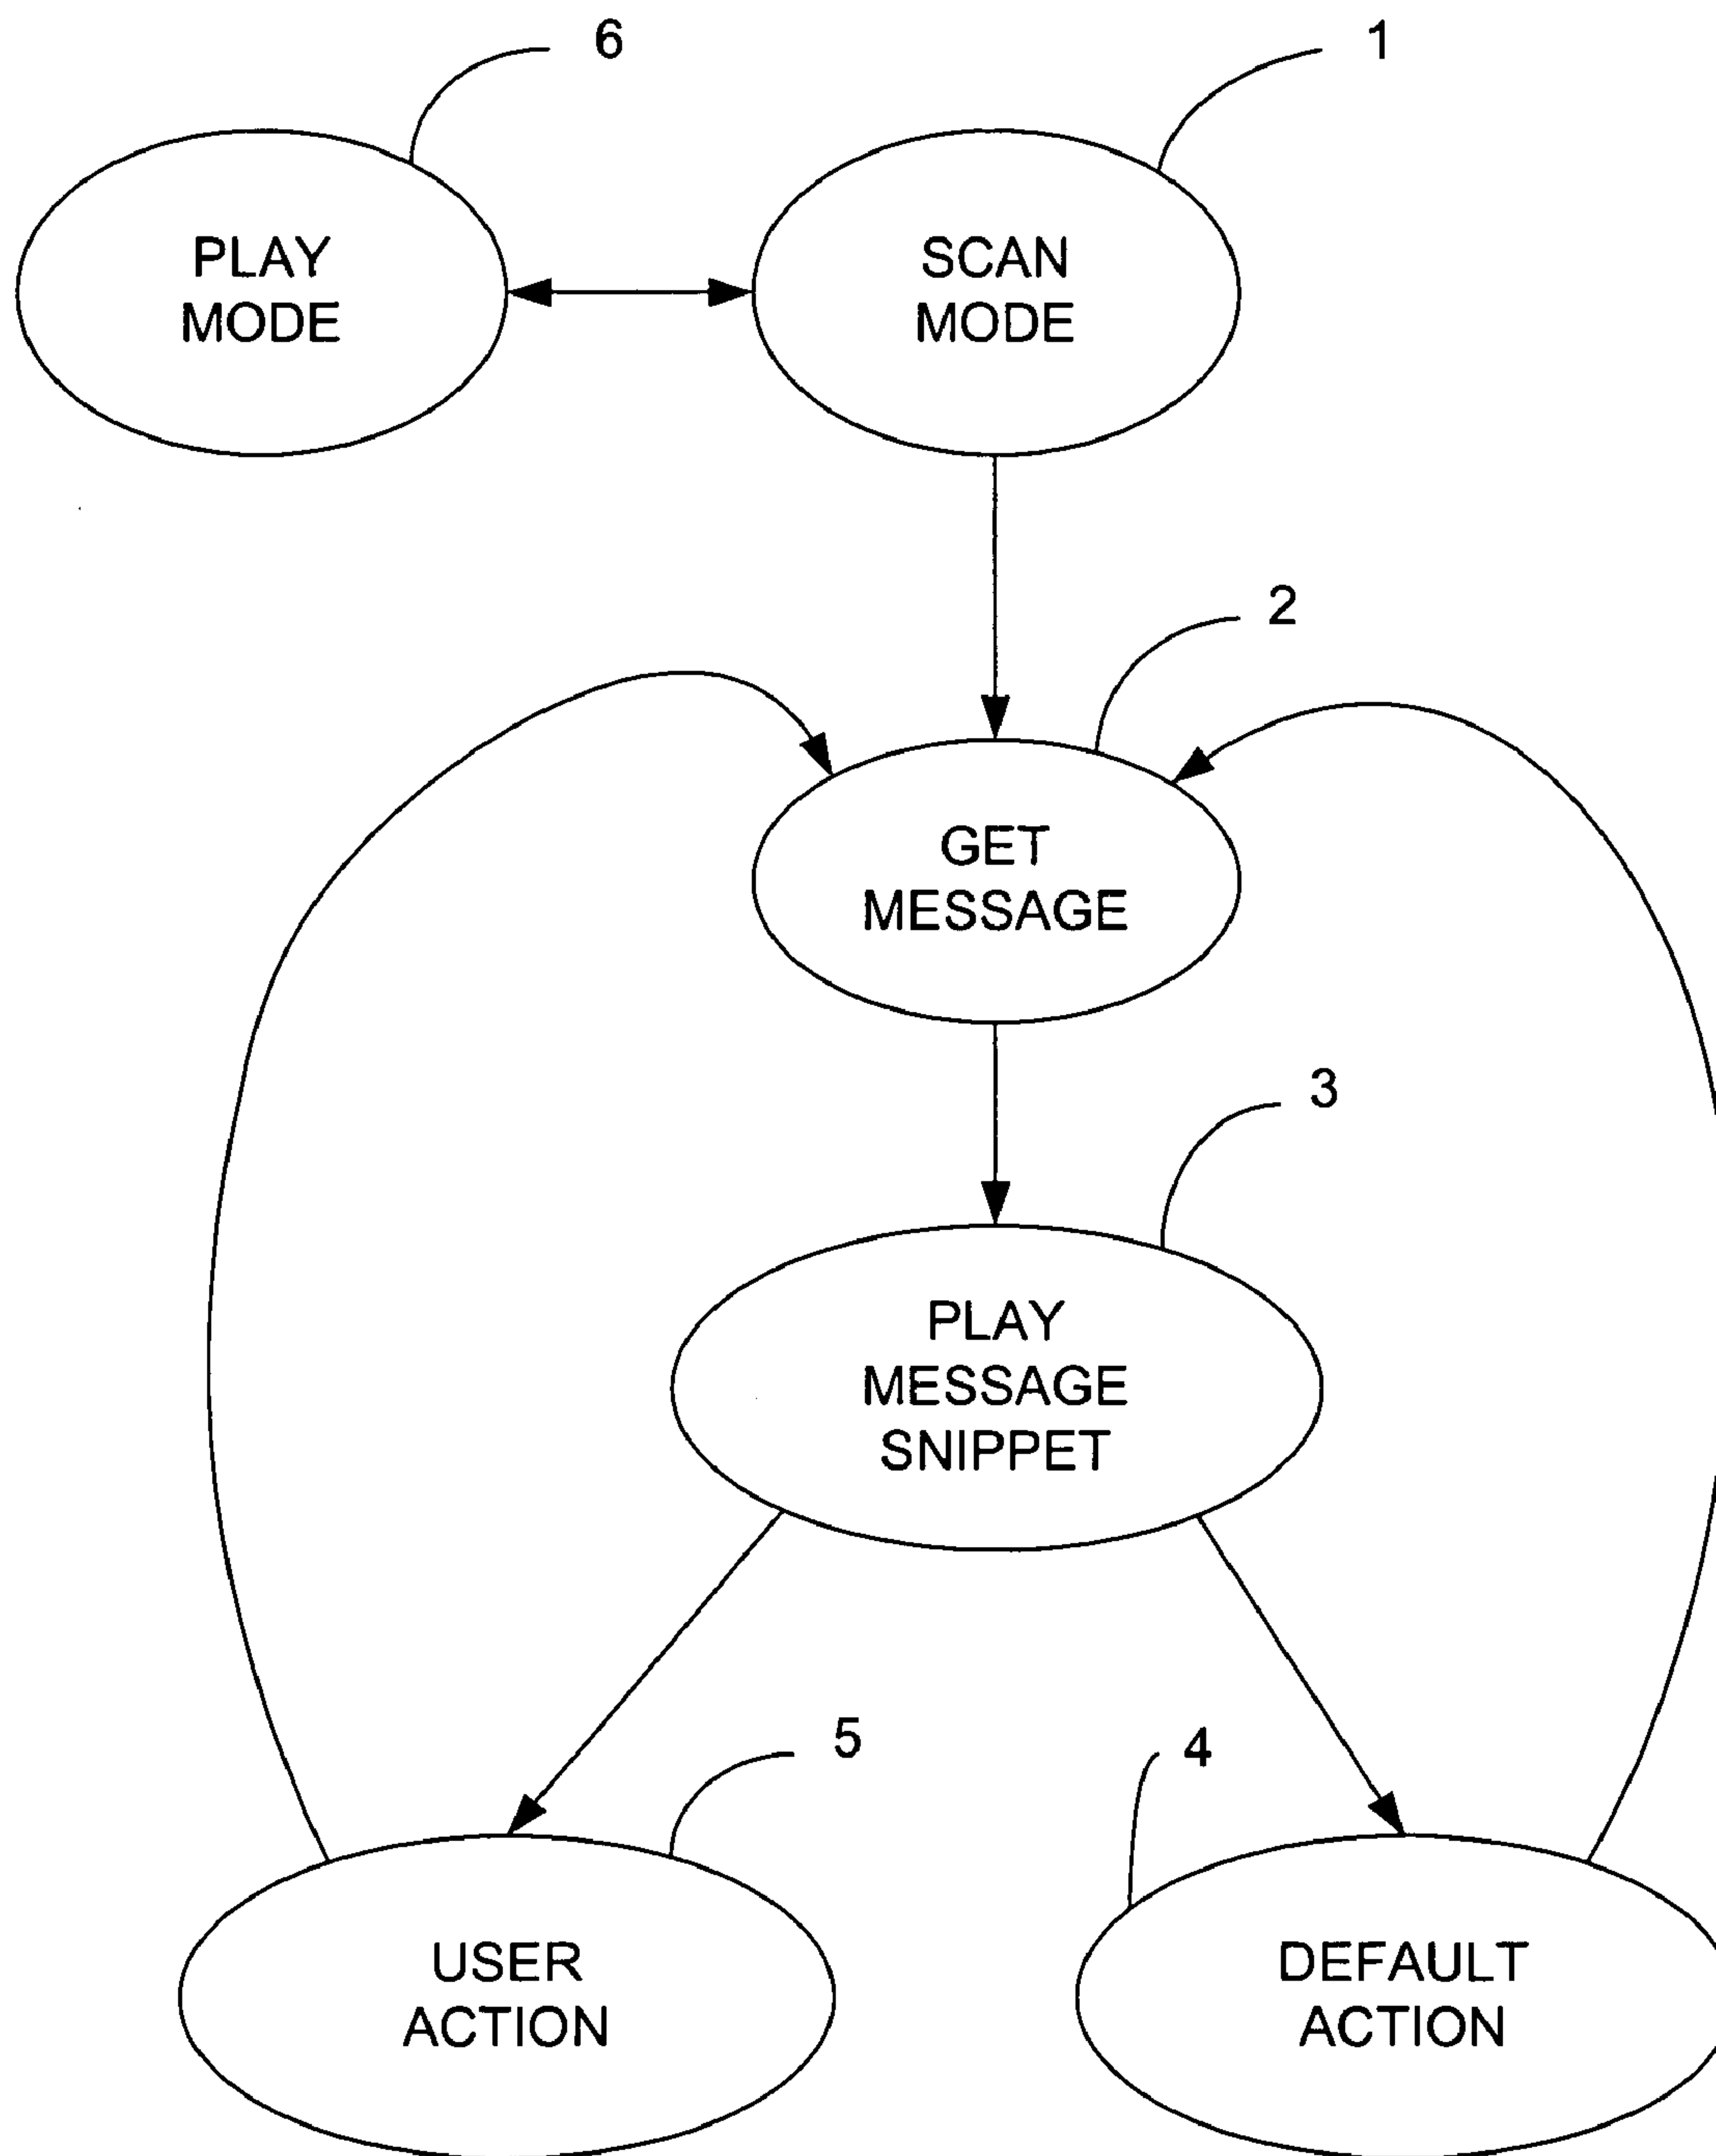 6
1
PLAY
MODE
SCAN
MODE
2
GET
MESSAGE
3
PLAY
MESSAGE
SNIPPET
5
4
USER
ACTION
DEFAULT
ACTION